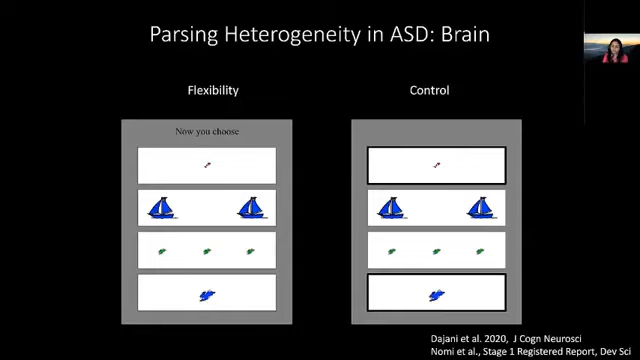 Parsing Heterogeneity in ASD: Brain
Flexibility
Control
Now you choose
Dajani et al. 2020, J Cogn Neurosci
Nomi et al., Stage 1 Registered Report, Dev Sci